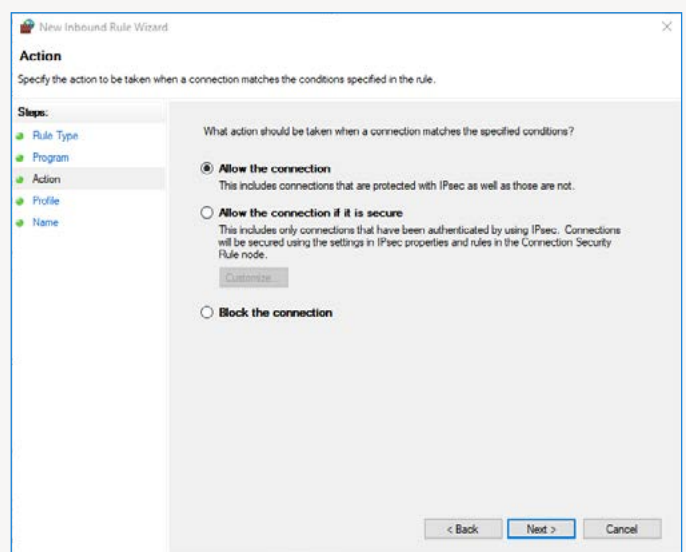 New Inbound Rule Wizard
Action
Specify the action to be taken when a connection matches the conditions specified in the rule.
Steps:
Rule Type
Program
Action
Profile
Name
What action should be taken when a connection matches the specified conditions?
Allow the connection
This includes connections that are protected with IPsec as well as those are not.
Allow the connection if it is secure
This includes only connections that have been authenticated by using IPsec. Connections
will be secured using the settings in IPsec properties and rules in the Connection Security
Rule node.
Customize...
Block the connection
< Back
Next >
Cancel